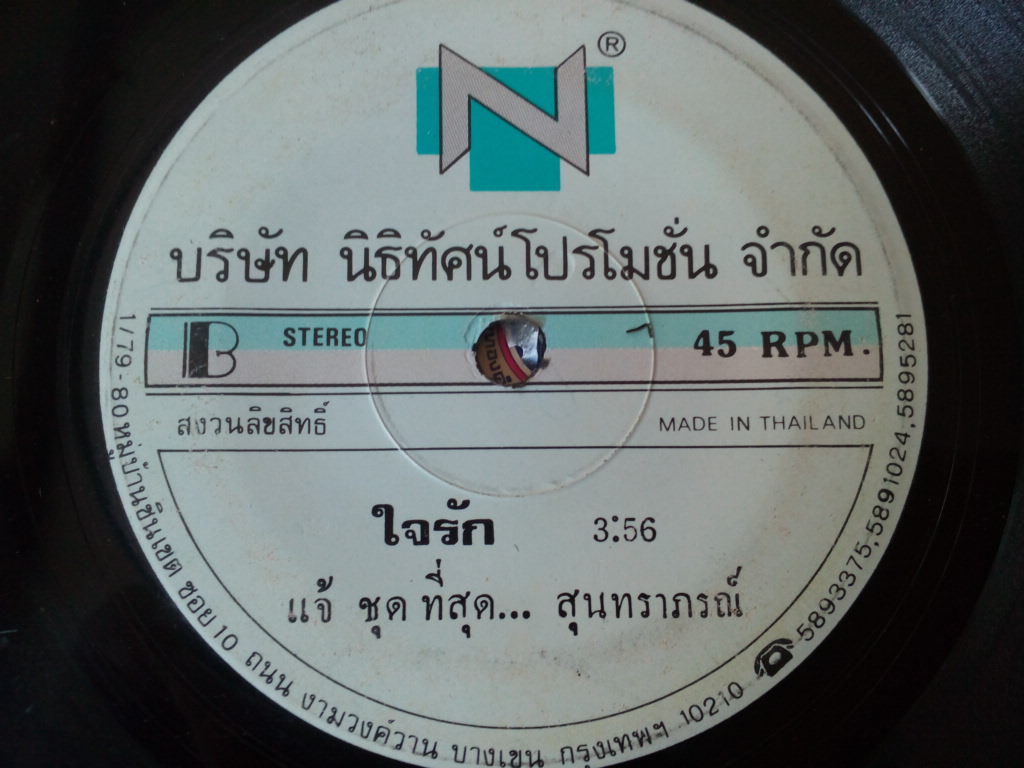 N ®
บริษัท นิธิทัศน์โปรโมชั่น จำกัด
B STEREO 45 RPM.
สงวนลิขสิทธิ์ MADE IN THAILAND
ใจรัก 3:56
แจ้ ชุด ที่สุด... สุนทราภรณ์
1/79-80 หมู่บ้านชินเขต ซอย 10 ถนน งามวงค์วาน บางเขน กรุงเทพฯ 10210 ☎ 5893375,5891024,5895281